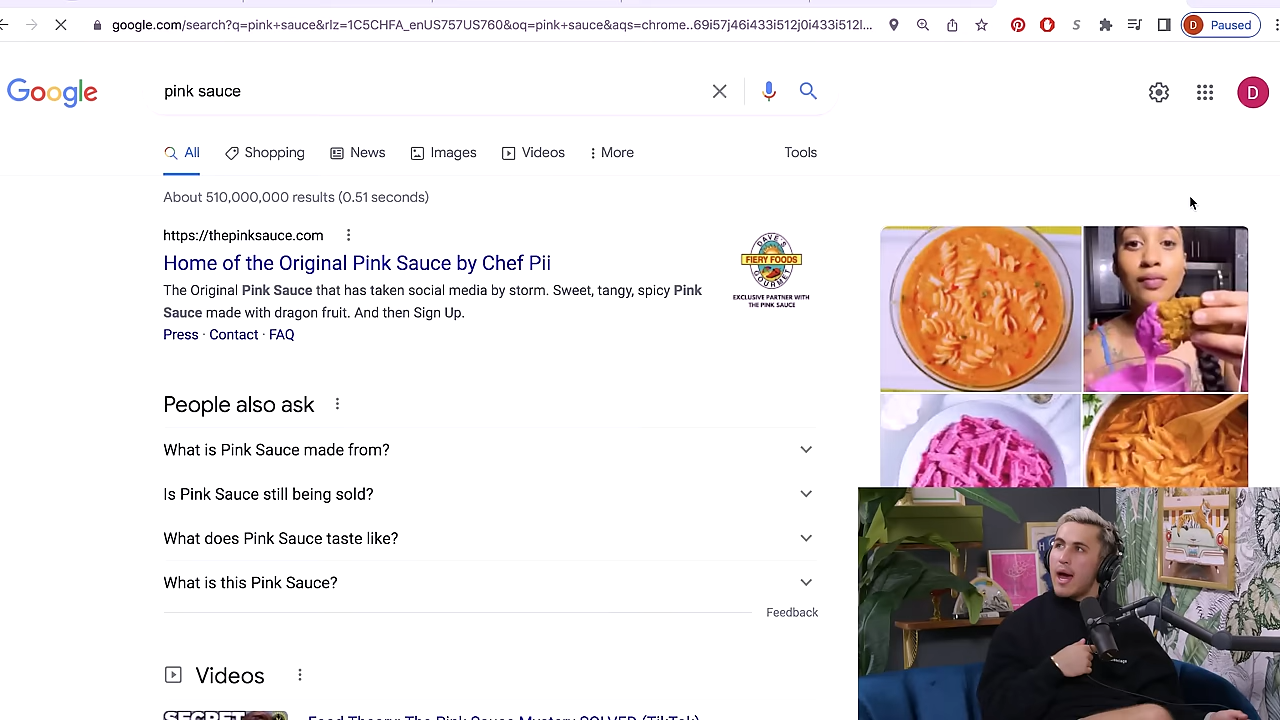 google.com/search?q=pink+sauce&rlz=1C5CHFA_enUS757US760&oq=pink+sauce&aqs=chrome..69i57j46i433i512j0i433i512l...
D
Paused
Google
pink sauce
D
All
Shopping
News
Images
Videos
More
Tools
About 510,000,000 results (0.51 seconds)
https://thepinksauce.com
Home of the Original Pink Sauce by Chef Pii
The Original Pink Sauce that has taken social media by storm. Sweet, tangy, spicy Pink
Sauce made with dragon fruit. And then Sign Up.
Press · Contact · FAQ
DAVE'S
GOURMET
FIERY FOODS
EXCLUSIVE PARTNER WITH
THE PINK SAUCE
People also ask
What is Pink Sauce made from?
Is Pink Sauce still being sold?
What does Pink Sauce taste like?
What is this Pink Sauce?
Feedback
Videos
SECRET
Food Theory: The Pink Sauce Mystery SOLVED (TikTok)